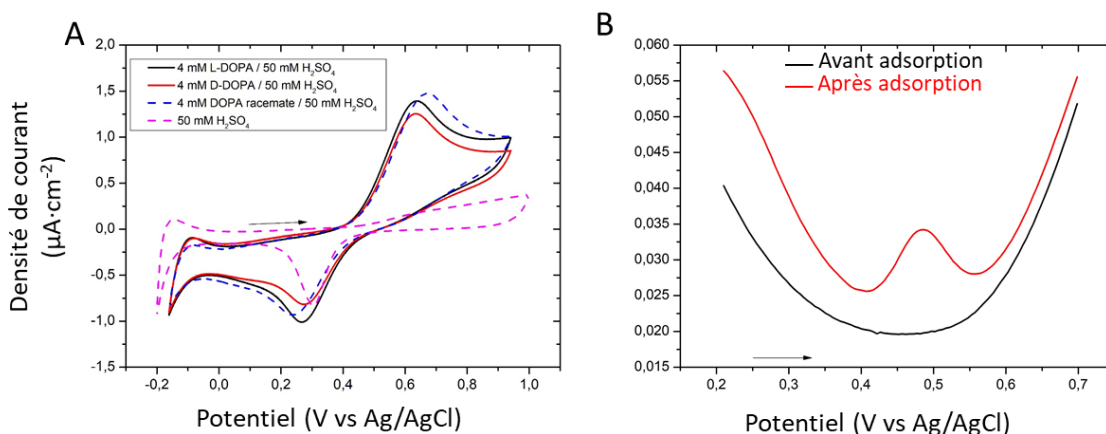 A
2,0
1,5
1,0
0,5
0,0
-0,5
-1,0
-1,5
-0,2
0,0
0,2
0,4
0,6
0,8
1,0
4 mM L-DOPA / 50 mM H₂SO₄
4 mM D-DOPA / 50 mM H₂SO₄
4 mM DOPA racemate / 50 mM H₂SO₄
50 mM H₂SO₄
Densité de courant
(µA·cm⁻²)
Potentiel (V vs Ag/AgCl)
B
0,060
0,055
0,050
0,045
0,040
0,035
0,030
0,025
0,020
0,015
0,2
0,3
0,4
0,5
0,6
0,7
Avant adsorption
Après adsorption
Potentiel (V vs Ag/AgCl)